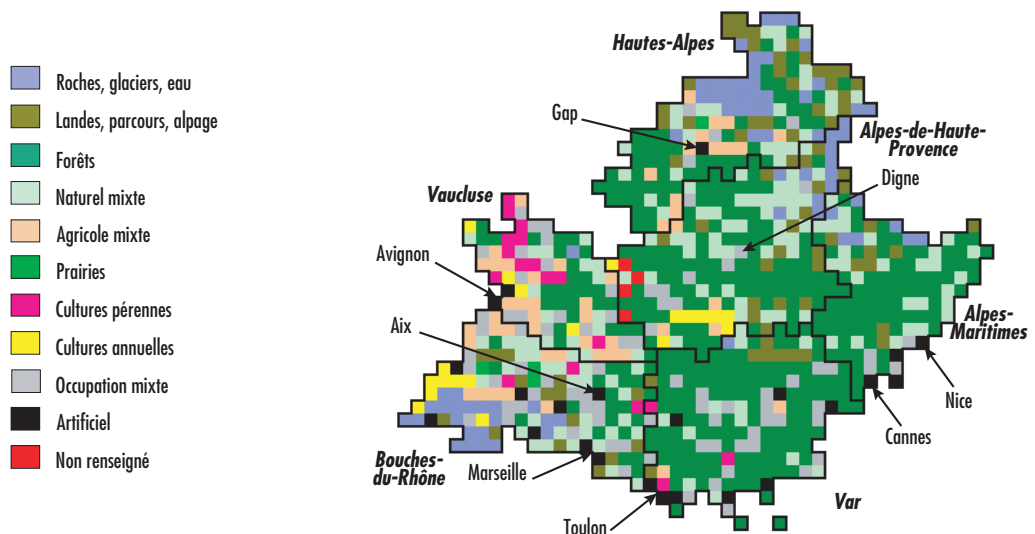 Roches, glaciers, eau
Landes, parcours, alpage
Forêts
Naturel mixte
Agricole mixte
Prairies
Cultures pérennes
Cultures annuelles
Occupation mixte
Artificiel
Non renseigné
Hautes-Alpes
Gap
Alpes-de-Haute-
Provence
Digne
Vaucluse
Avignon
Aix
Alpes-
Maritimes
Nice
Cannes
Bouches-
du-Rhône
Marseille
Toulon
Var